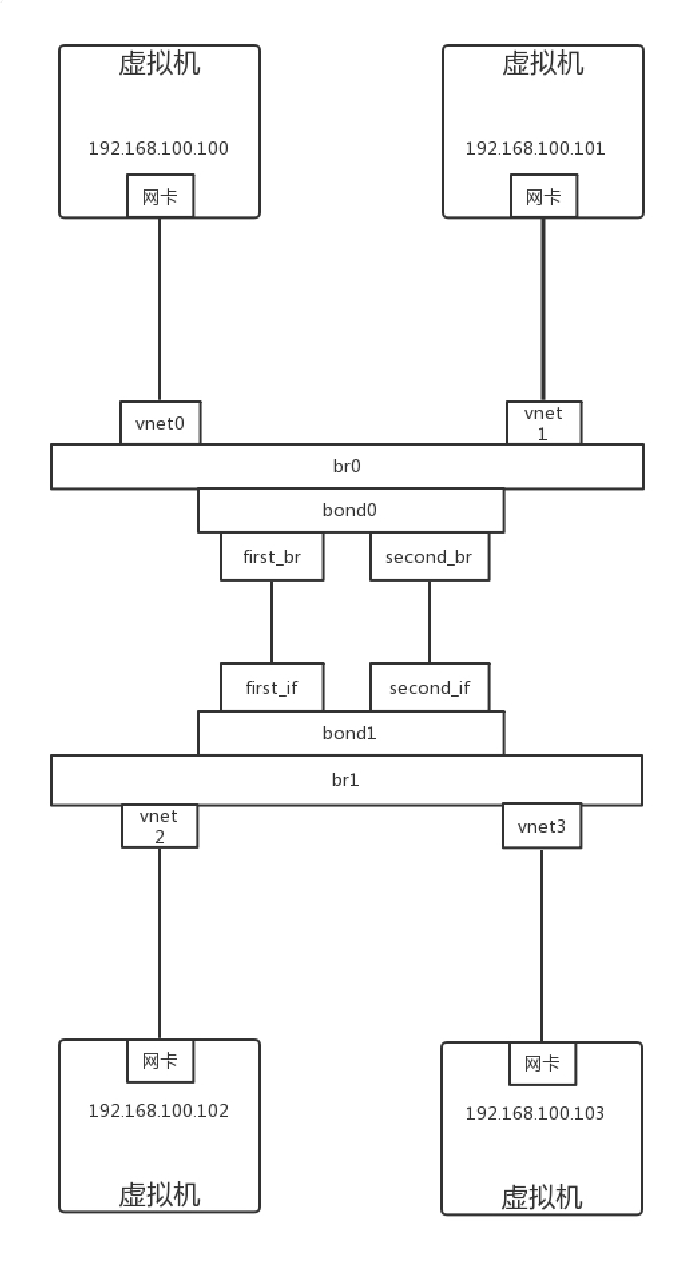 虚拟机
虚拟机
192.168.100.100
192.168.100.101
网卡
网卡
vnet0
vnet
1
br0
bond0
first_br
second_br
first_if
second_if
bond1
br1
vnet
2
vnet3
网卡
网卡
192.168.100.102
192.168.100.103
虚拟机
虚拟机